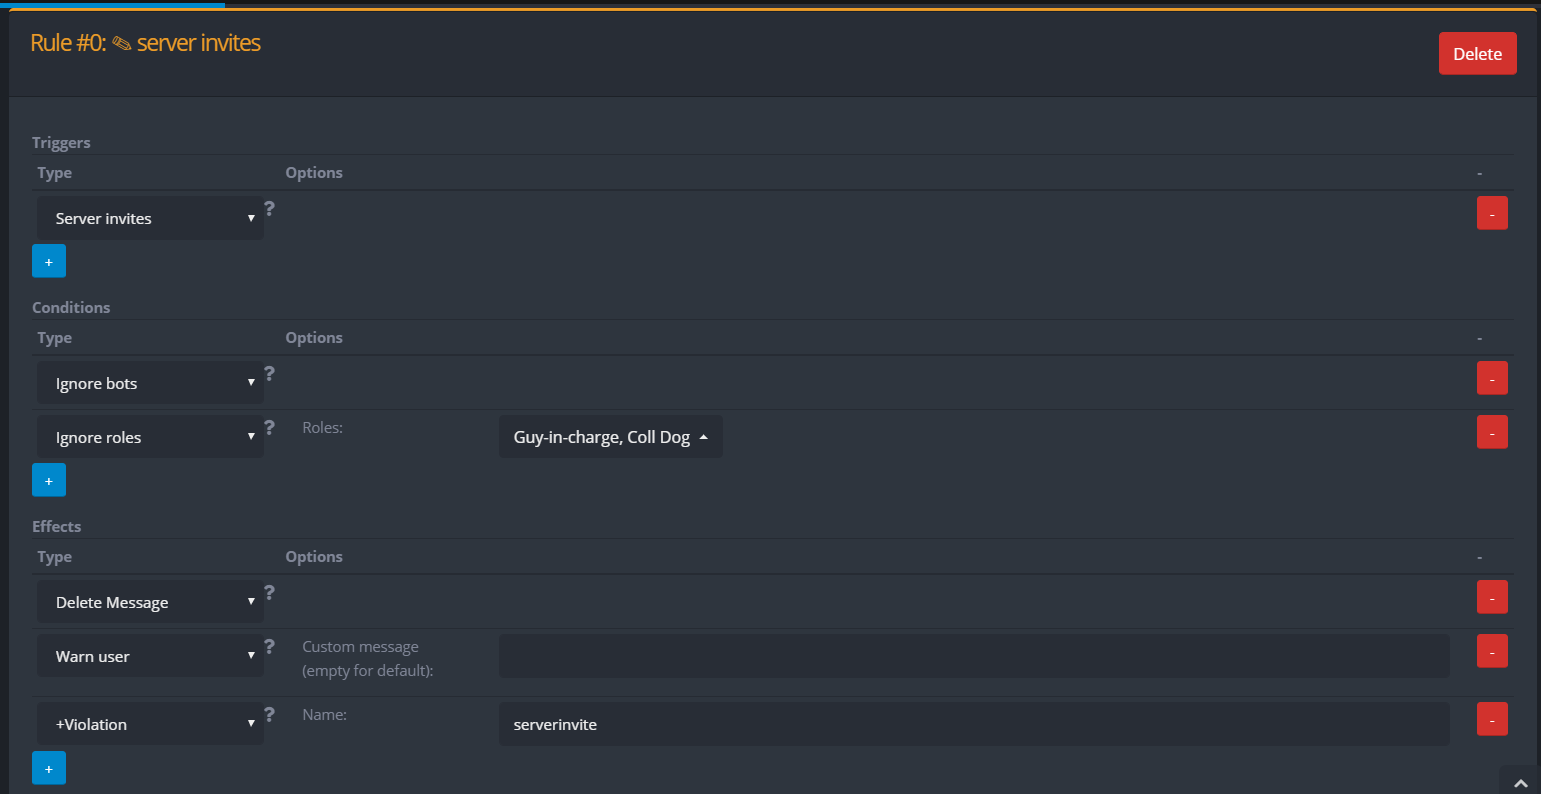 Rule #0: ✎ server invites
Delete
Triggers
Type Options -
Server invites ▾ ? -
+
Conditions
Type Options -
Ignore bots ▾ ? -
Ignore roles ▾ ? Roles: Guy-in-charge, Coll Dog -
+
Effects
Type Options -
Delete Message ▾ ? -
Warn user ▾ ? Custom message -
(empty for default):
+Violation ▾ ? Name: serverinvite -
+